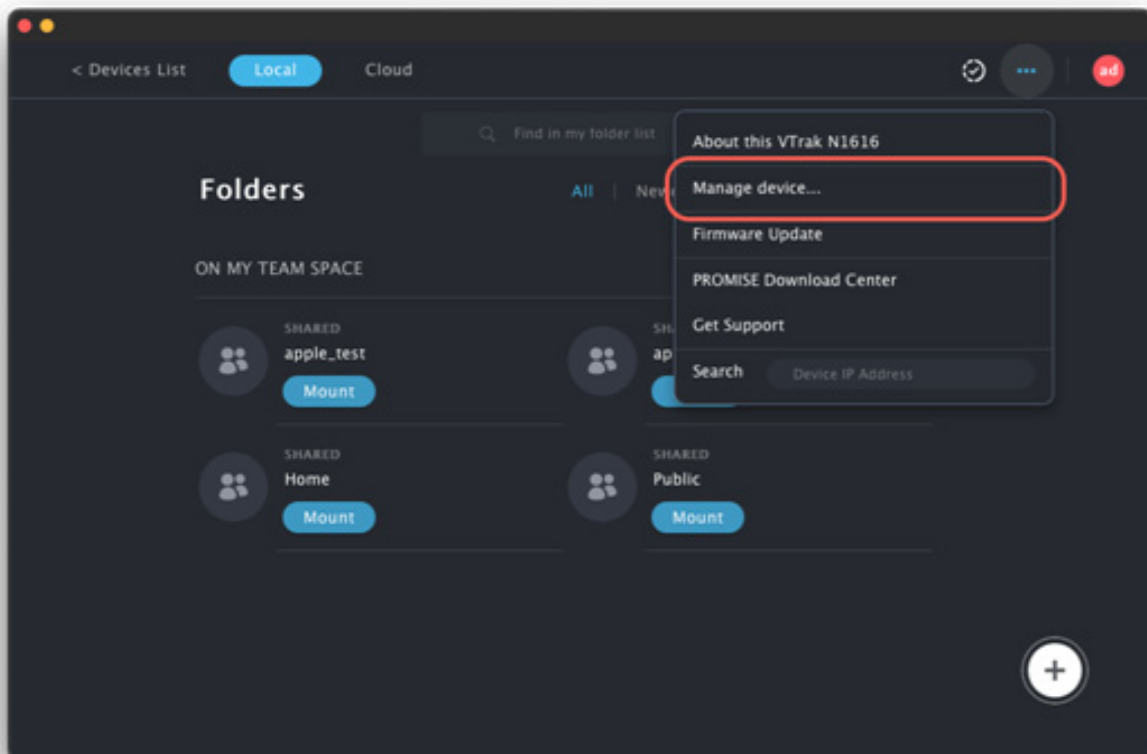 < Devices List Local Cloud ad
Find in my folder list
About this VTrak N1616
Manage device...
Folders All
Firmware Update
PROMISE Download Center
Get Support
Search Device IP Address
ON MY TEAM SPACE
SHARED
apple_test
Mount
SHARED
Home
Mount
SHARED
Public
Mount